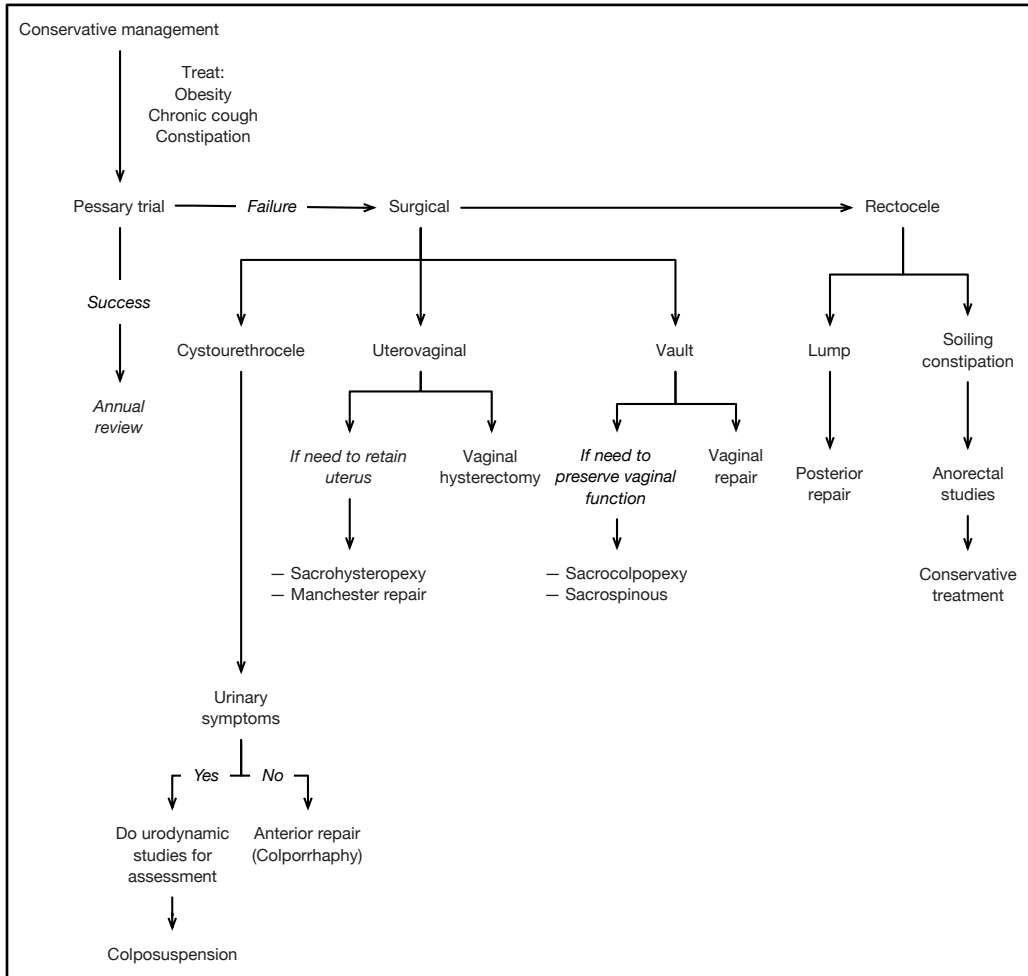 Conservative management
Treat:
Obesity
Chronic cough
Constipation
Pessary trial
Failure
Surgical
Rectocele
Success
Annual
review
Cystourethrocele
Uterovaginal
Vault
Lump
Soiling
constipation
If need to retain
uterus
Vaginal
hysterectomy
If need to
preserve vaginal
function
Vaginal
repair
Posterior
repair
Anorectal
studies
— Sacrohysteropexy
— Manchester repair
— Sacrocolpopexy
— Sacrospinous
Conservative
treatment
Urinary
symptoms
Yes
No
Do urodynamic
studies for
assessment
Anterior repair
(Colporrhaphy)
Colposuspension